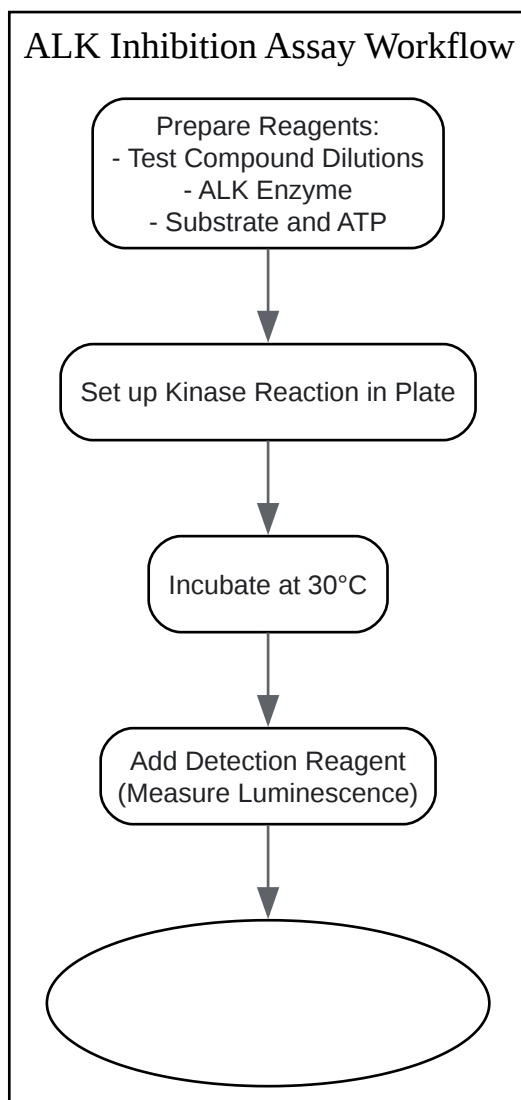 ALK Inhibition Assay Workflow
Prepare Reagents:
- Test Compound Dilutions
- ALK Enzyme
- Substrate and ATP
Set up Kinase Reaction in Plate
Incubate at 30°C
Add Detection Reagent
(Measure Luminescence)